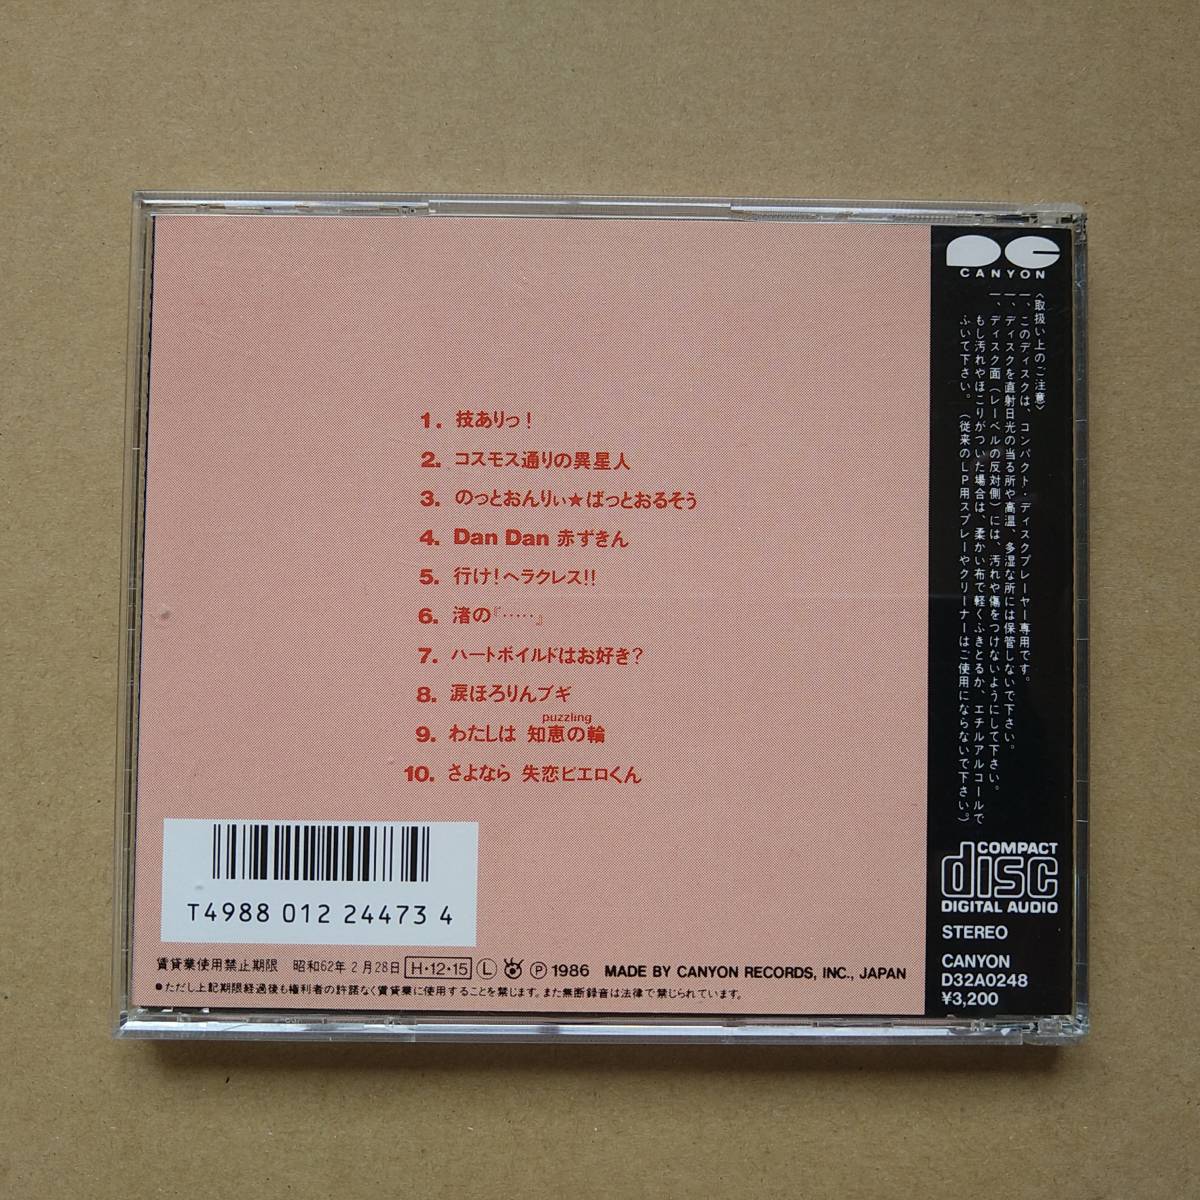 1. 技ありっ！
2. コスモス通りの異星人
3. のっとおんりぃ★ばっとおるそう
4. Dan Dan 赤ずきん
5. 行け！ヘラクレス!!
6. 渚の『……』
7. ハートボイルドはお好き？
8. 涙ほろりんブギ
puzzling
9. わたしは 知恵の輪
10. さよなら 失恋ピエロくん
T4988 012 24473 4
賃貸業使用禁止期限 昭和62年2月28日 H·12·15 Ⓛ Ⓟ 1986 MADE BY CANYON RECORDS, INC., JAPAN
●ただし上記期限経過後も権利者の許諾なく賃貸業に使用することを禁じます。また無断録音は法律で禁じられています。
CANYON
〈取扱い上のご注意〉
一、このディスクは、コンパクト・ディスクプレーヤー専用です。
一、ディスクを直射日光の当る所や高温、多湿な所には保管しないで下さい。
一、ディスク面（レーベルの反対側）には、汚れや傷をつけないようにして下さい。
もし汚れやほこりがついた場合は、柔かい布で軽くふきとるか、エチルアルコールで
ふいて下さい。（従来のLP用スプレーやクリーナーはご使用にならないで下さい。）
COMPACT
disc
DIGITAL AUDIO
STEREO
CANYON
D32A0248
¥3,200